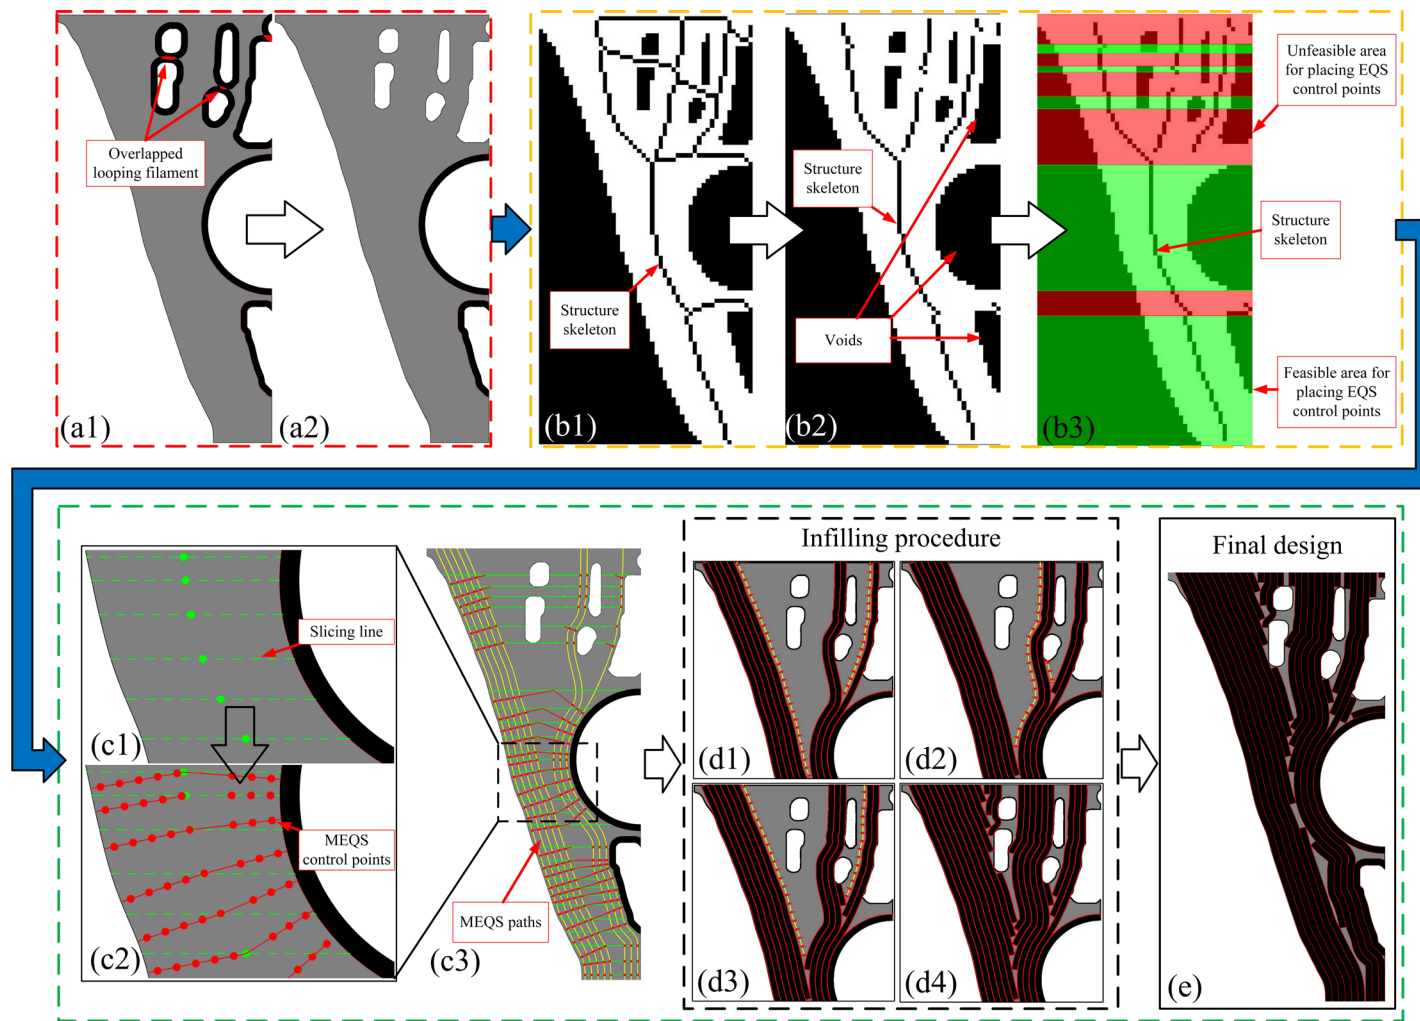 Overlapped
looping filament
(a1)
(a2)
Structure
skeleton
(b1)
Structure
skeleton
Voids
(b2)
Unfeasible area
for placing EQS
control points
Structure
skeleton
Feasible area for
placing EQS
control points
(b3)
Slicing line
(c1)
MEQS
control points
(c2)
MEQS paths
(c3)
Infilling procedure
(d1)
(d2)
(d3)
(d4)
Final design
(e)